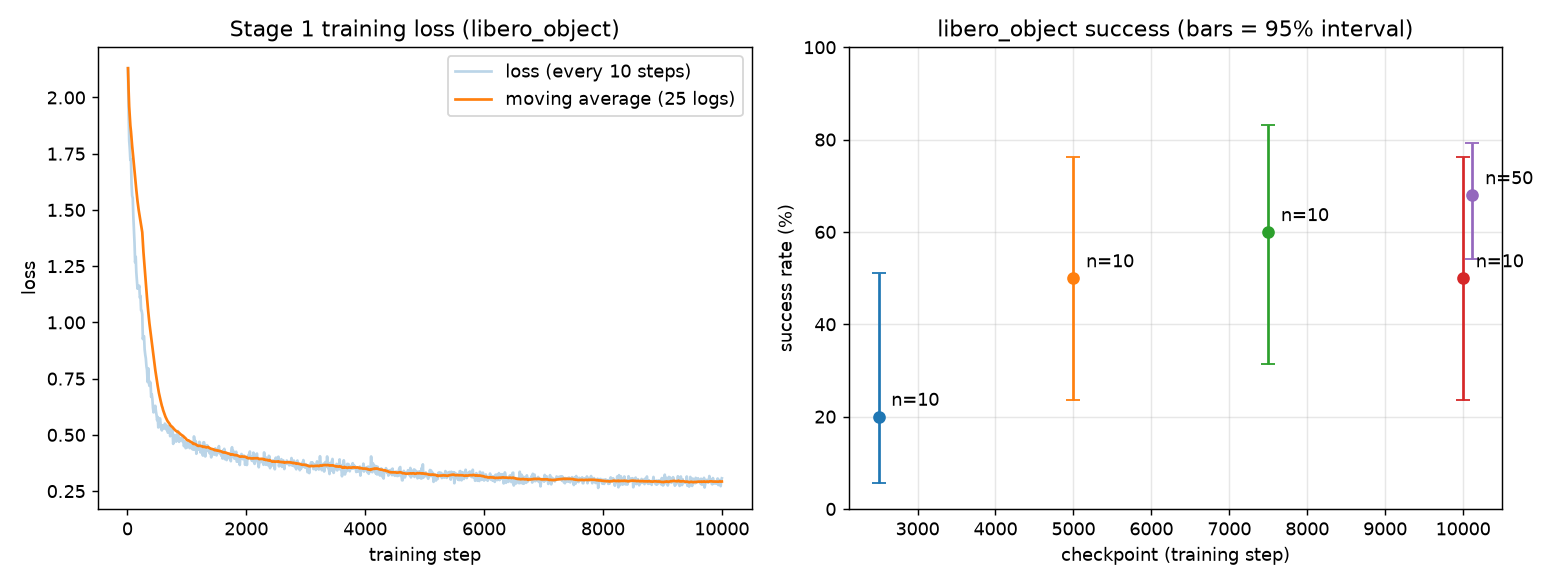 Stage 1 training loss (libero_object)
loss (every 10 steps)
moving average (25 logs)
2.00
1.75
1.50
1.25
1.00
0.75
0.50
0.25
loss
0
2000
4000
6000
8000
10000
training step
libero_object success (bars = 95% interval)
100
80
60
40
20
0
success rate (%)
n=10
n=10
n=10
n=50
n=10
3000
4000
5000
6000
7000
8000
9000
10000
checkpoint (training step)